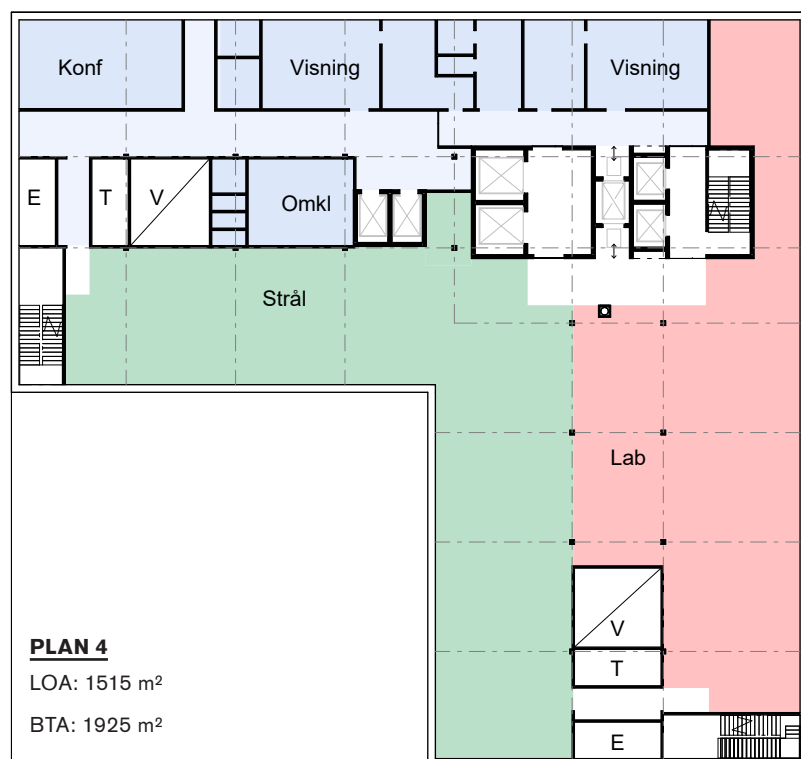 Konf
Visning
Visning
E
T
V
Omkl
Strål
Lab
V
T
E
PLAN 4
LOA: 1515 m²
BTA: 1925 m²